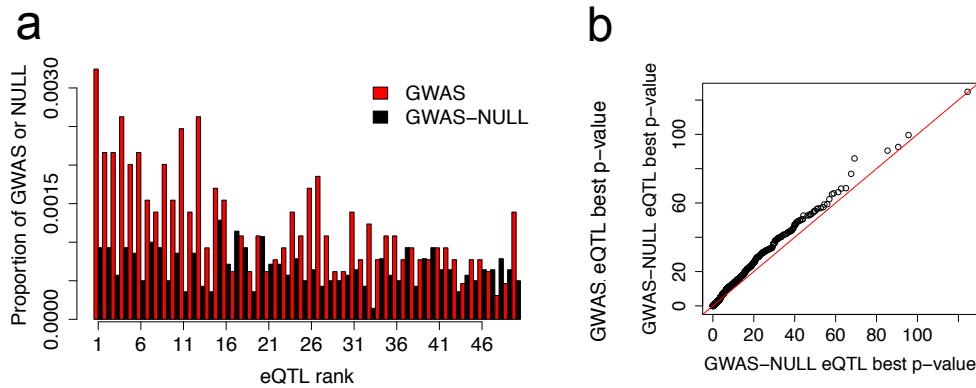 a
Proportion of GWAS or NULL
0.0000
0.0015
0.0030
GWAS
GWAS-NULL
1
6
11
16
21
26
31
36
41
46
eQTL rank
b
GWAS. eQTL best p-value
GWAS-NULL eQTL best p-value
0
20
60
100
0
20
40
60
80
100
GWAS-NULL eQTL best p-value